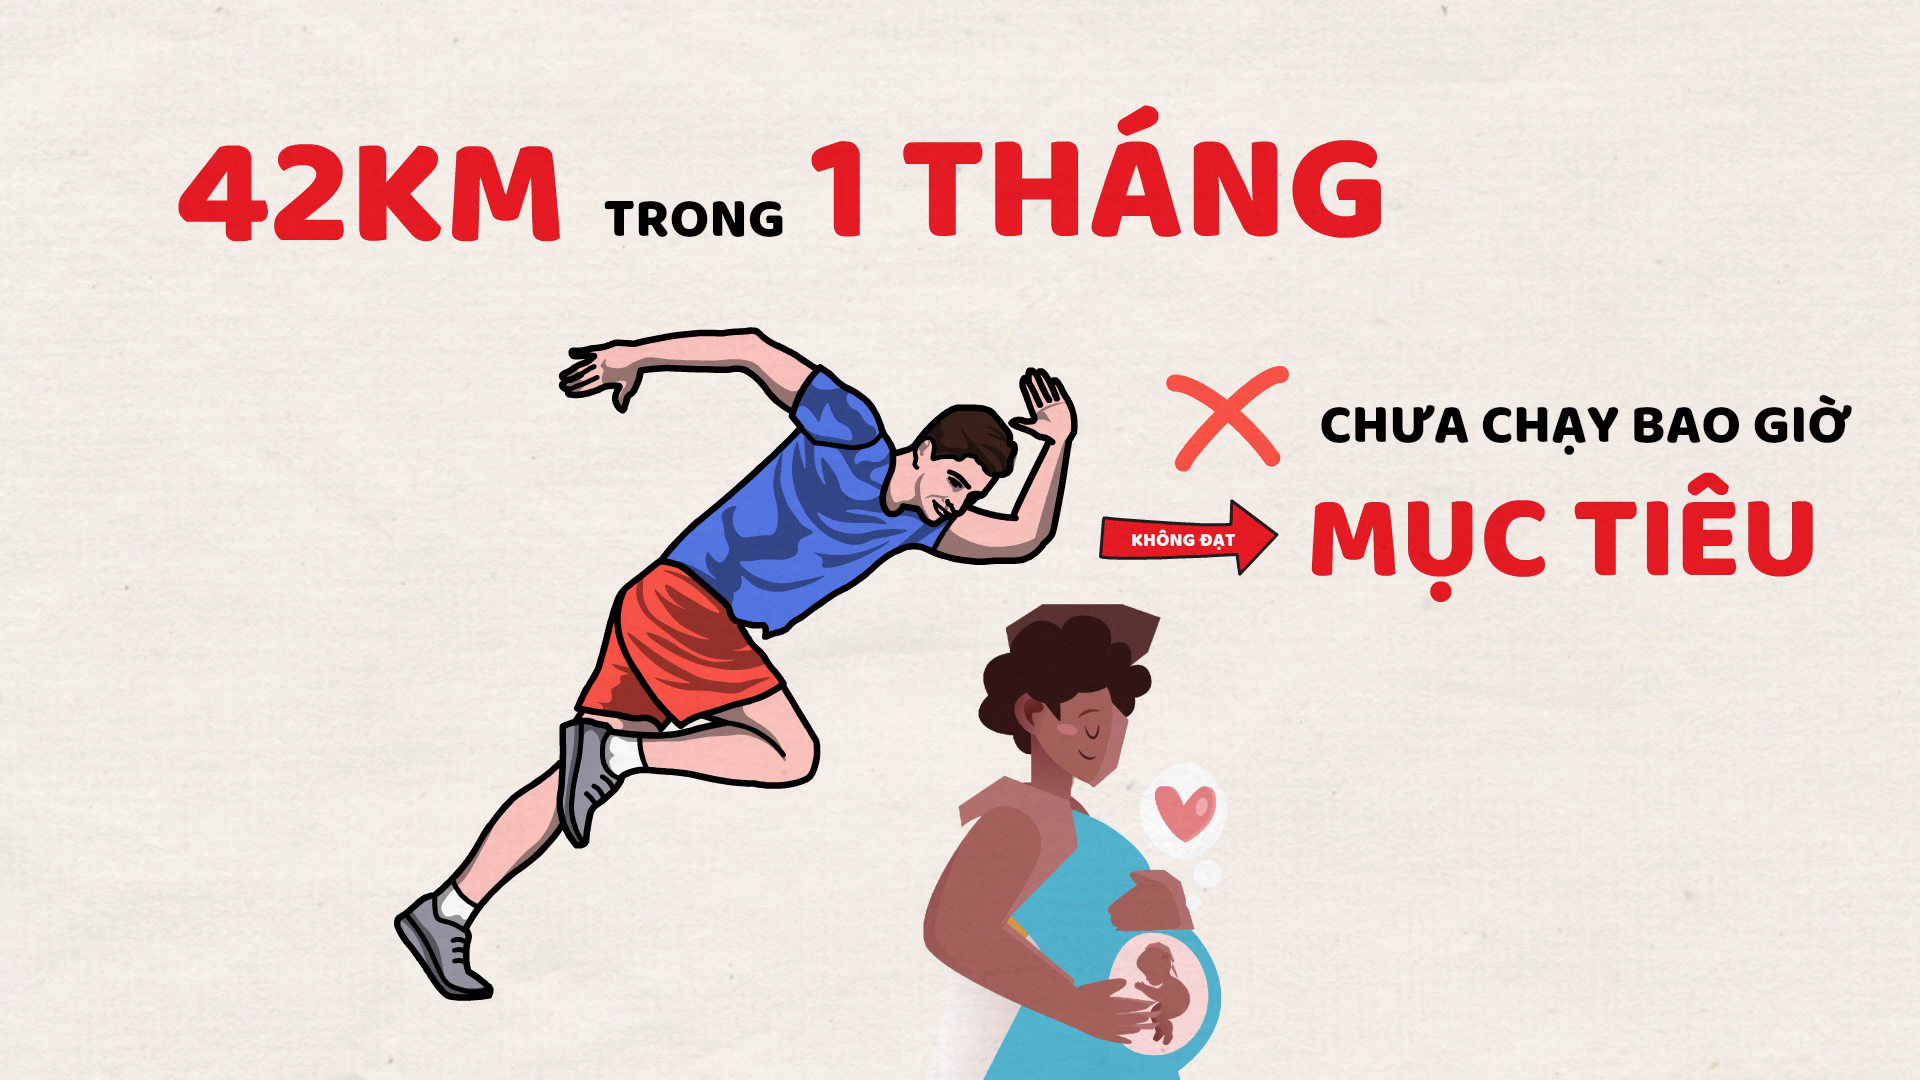 42KM TRONG 1 THÁNG
CHƯA CHẠY BAO GIỜ
KHÔNG ĐẠT MỤC TIÊU